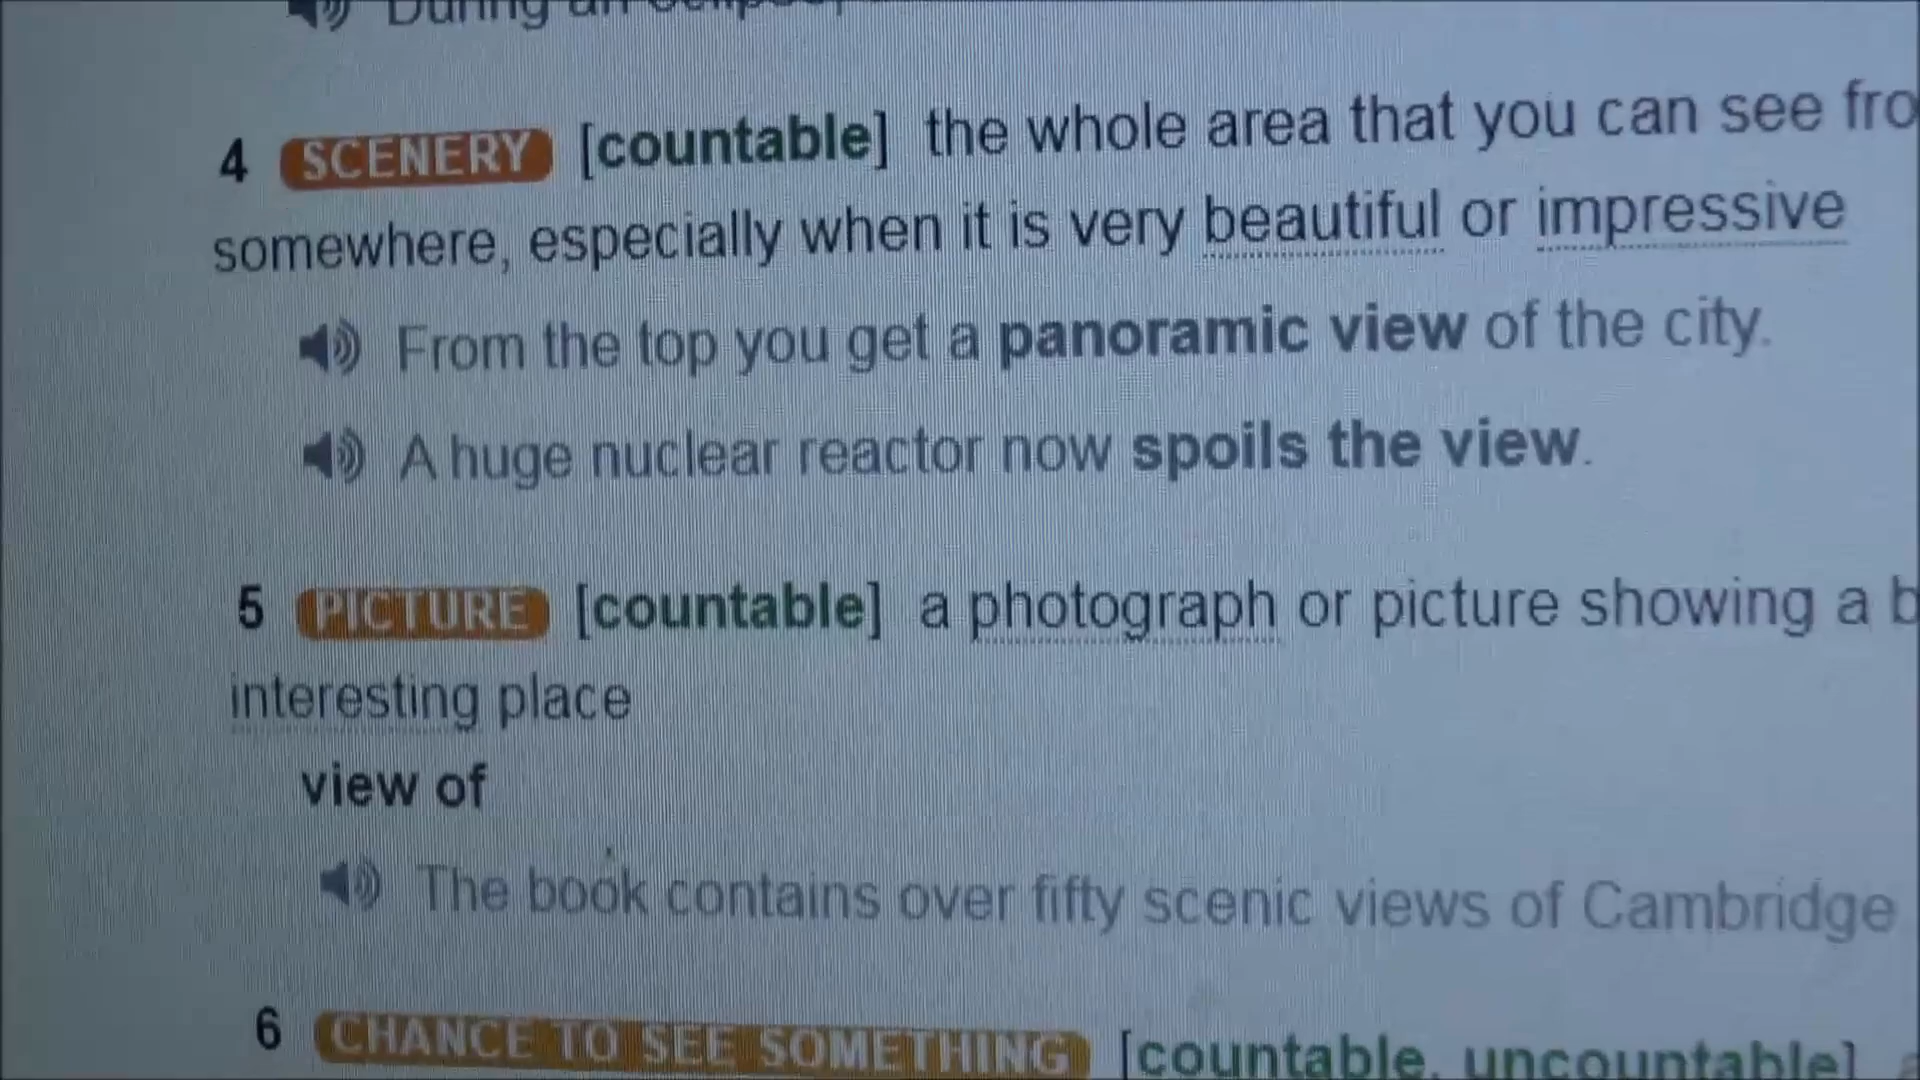 During an
4 SCENERY [countable] the whole area that you can see fro
somewhere, especially when it is very beautiful or impressive
From the top you get a panoramic view of the city.
A huge nuclear reactor now spoils the view.
5 PICTURE [countable] a photograph or picture showing a b
interesting place
view of
The book contains over fifty scenic views of Cambridge
6 CHANCE TO SEE SOMETHING [countable, uncountable]